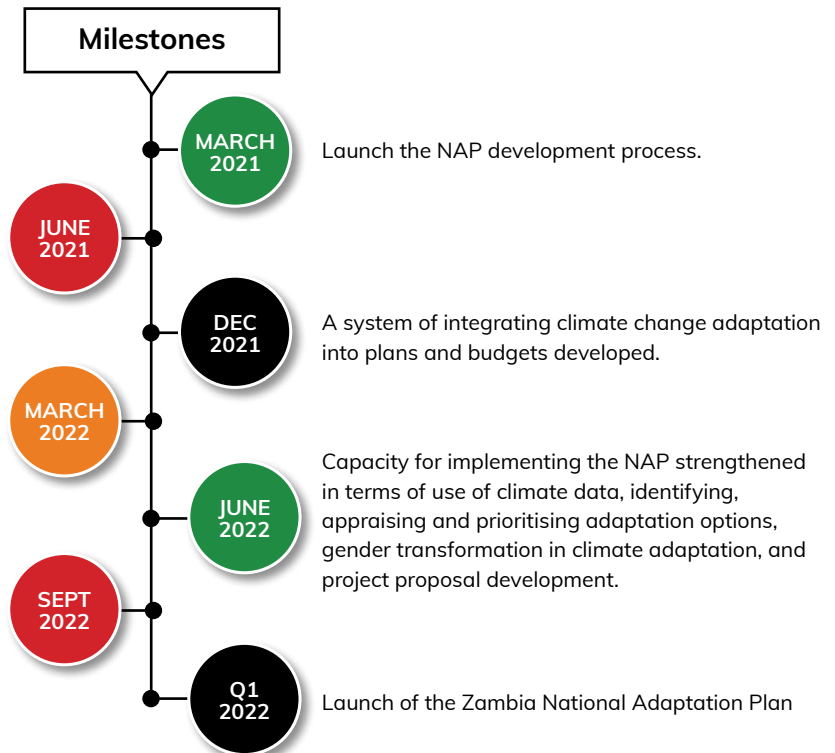 Milestones
MARCH
2021
Launch the NAP development process.
JUNE
2021
DEC
2021
A system of integrating climate change adaptation
into plans and budgets developed.
MARCH
2022
JUNE
2022
Capacity for implementing the NAP strengthened
in terms of use of climate data, identifying,
appraising and prioritising adaptation options,
gender transformation in climate adaptation, and
project proposal development.
SEPT
2022
Q1
2022
Launch of the Zambia National Adaptation Plan